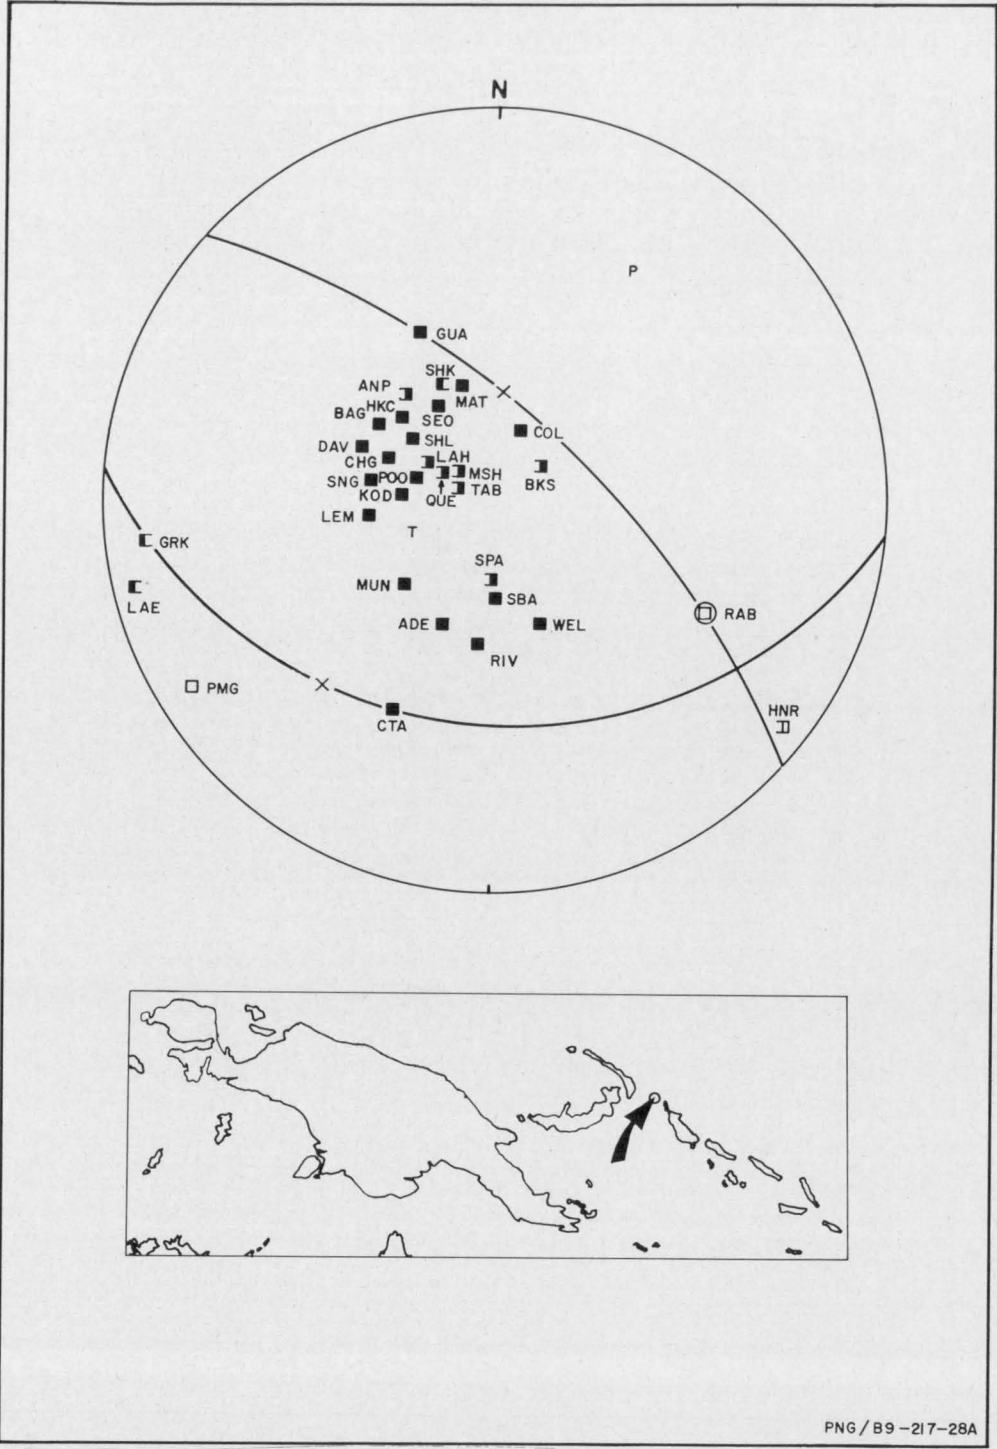 N
P
GUA
SHK
ANP
MAT
HKC
BAG
SEO
COL
SHL
DAV
LAH
CHG
MSH
POO
SNG
BKS
TAB
KOD
QUE
LEM
T
GRK
SPA
MUN
SBA
LAE
RAB
ADE
WEL
RIV
PMG
HNR
CTA
PNG/B9-217-28A